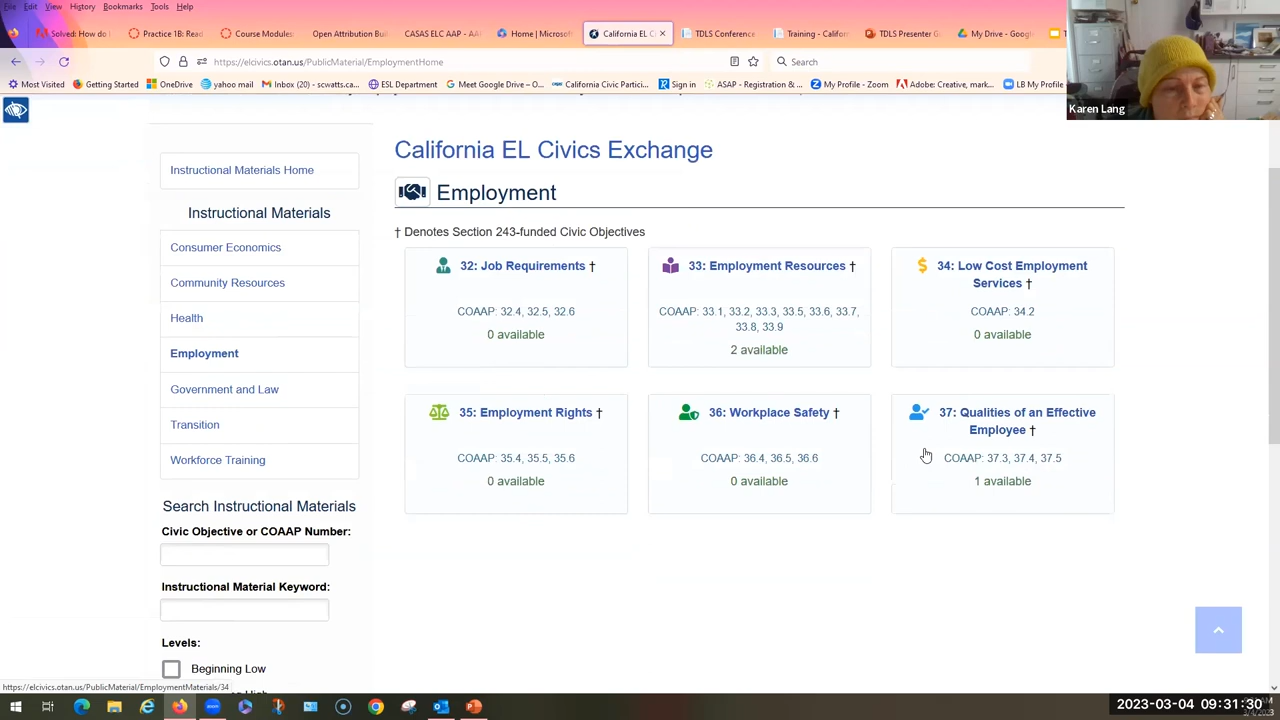 File Edit View History Bookmarks Tools Help
Solved: How do I Practice 1B: Read Course Modules: Open Attribution Buil CASAS ELC AAP - AA Home | Microsof California EL C TDLS Conference Training - Californ TDLS Presenter G My Drive - Google
https://elcivics.otan.us/PublicMaterial/EmploymentHome Search
Most Visited Getting Started OneDrive yahoo mail Inbox (20) - scwatts.ca... ESL Department Meet Google Drive – O... California Civic Partici... Sign in ASAP - Registration & ... My Profile - Zoom Adobe: Creative, mark... LB My Profile
Karen Lang
California EL Civics Exchange
Instructional Materials Home
Employment
Instructional Materials
† Denotes Section 243-funded Civic Objectives
Consumer Economics
Community Resources
Health
Employment
Government and Law
Transition
Workforce Training
32: Job Requirements †
COAAP: 32.4, 32.5, 32.6
0 available
33: Employment Resources †
COAAP: 33.1, 33.2, 33.3, 33.5, 33.6, 33.7,
33.8, 33.9
2 available
34: Low Cost Employment
Services †
COAAP: 34.2
0 available
35: Employment Rights †
COAAP: 35.4, 35.5, 35.6
0 available
36: Workplace Safety †
COAAP: 36.4, 36.5, 36.6
0 available
37: Qualities of an Effective
Employee †
COAAP: 37.3, 37.4, 37.5
1 available
Search Instructional Materials
Civic Objective or COAAP Number:
Instructional Material Keyword:
Levels:
Beginning Low
https://elcivics.otan.us/PublicMaterial/EmploymentMaterials/34
2023-03-04 09:31:30